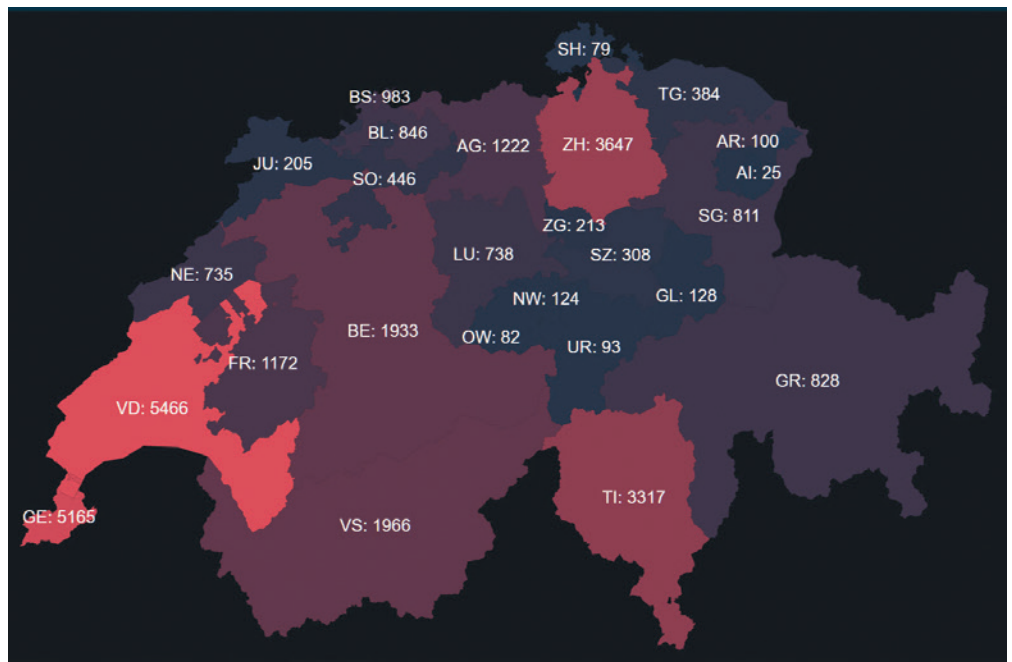 SH: 79
TG: 384
BS: 983
BL: 846
AG: 1222
ZH: 3647
AR: 100
AI: 25
JU: 205
SO: 446
SG: 811
ZG: 213
LU: 738
SZ: 308
NE: 735
NW: 124
GL: 128
BE: 1933
OW: 82
UR: 93
FR: 1172
GR: 828
VD: 5466
TI: 3317
GE: 5165
VS: 1966